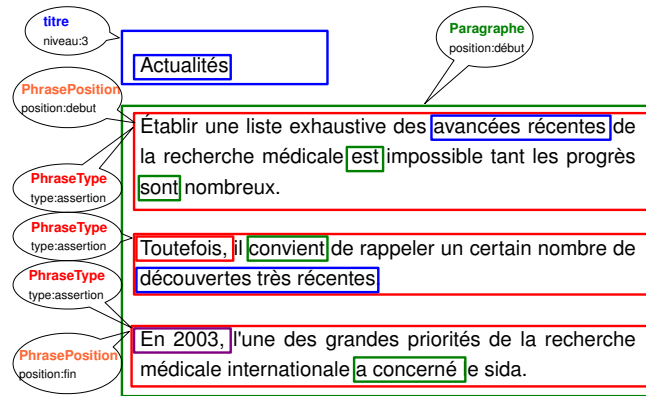 titre
niveau:3
Paragraphe
position:début
Actualités
PhrasePosition
position:debut
Établir une liste exhaustive des avancées récentes de
la recherche médicale est impossible tant les progrès
sont nombreux.
PhraseType
type:assertion
PhraseType
type:assertion
Toutefois, il convient de rappeler un certain nombre de
découvertes très récentes
PhraseType
type:assertion
En 2003, l'une des grandes priorités de la recherche
médicale internationale a concerné le sida.
PhrasePosition
position:fin